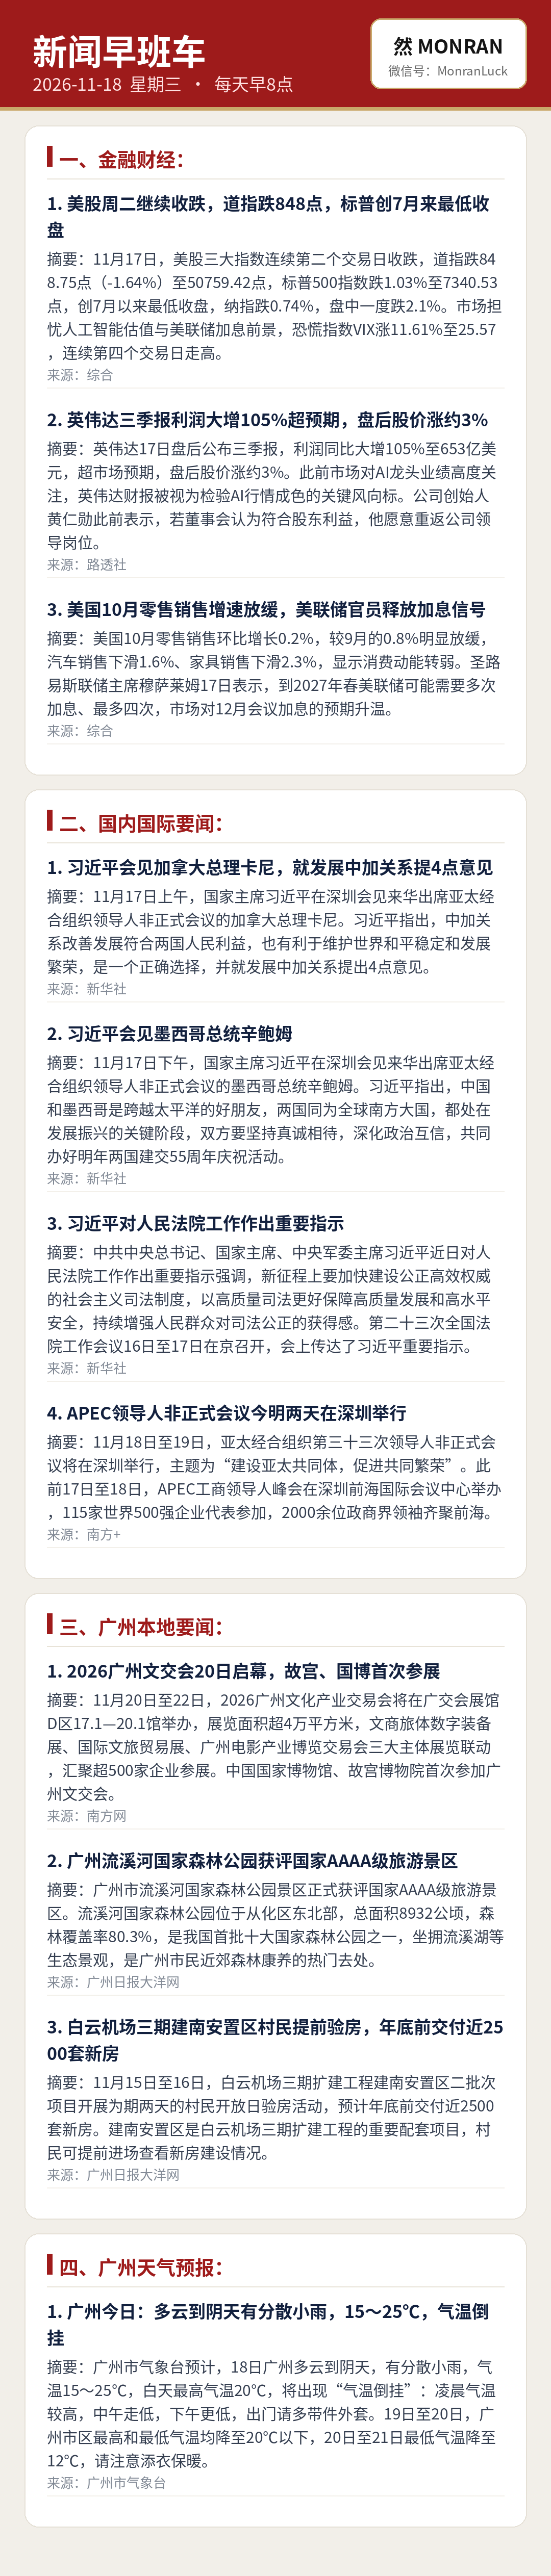 新闻早班车
2026-11-18 星期三 · 每天早8点
然 MONRAN
微信号：MonranLuck
一、金融财经：
1. 美股周二继续收跌，道指跌848点，标普创7月来最低收
盘
摘要：11月17日，美股三大指数连续第二个交易日收跌，道指跌84
8.75点（-1.64%）至50759.42点，标普500指数跌1.03%至7340.53
点，创7月以来最低收盘，纳指跌0.74%，盘中一度跌2.1%。市场担
忧人工智能估值与美联储加息前景，恐慌指数VIX涨11.61%至25.57
，连续第四个交易日走高。
来源：综合
2. 英伟达三季报利润大增105%超预期，盘后股价涨约3%
摘要：英伟达17日盘后公布三季报，利润同比大增105%至653亿美
元，超市场预期，盘后股价涨约3%。此前市场对AI龙头业绩高度关
注，英伟达财报被视为检验AI行情成色的关键风向标。公司创始人
黄仁勋此前表示，若董事会认为符合股东利益，他愿意重返公司领
导岗位。
来源：路透社
3. 美国10月零售销售增速放缓，美联储官员释放加息信号
摘要：美国10月零售销售环比增长0.2%，较9月的0.8%明显放缓，
汽车销售下滑1.6%、家具销售下滑2.3%，显示消费动能转弱。圣路
易斯联储主席穆萨莱姆17日表示，到2027年春美联储可能需要多次
加息、最多四次，市场对12月会议加息的预期升温。
来源：综合
二、国内国际要闻：
1. 习近平会见加拿大总理卡尼，就发展中加关系提4点意见
摘要：11月17日上午，国家主席习近平在深圳会见来华出席亚太经
合组织领导人非正式会议的加拿大总理卡尼。习近平指出，中加关
系改善发展符合两国人民利益，也有利于维护世界和平稳定和发展
繁荣，是一个正确选择，并就发展中加关系提出4点意见。
来源：新华社
2. 习近平会见墨西哥总统辛鲍姆
摘要：11月17日下午，国家主席习近平在深圳会见来华出席亚太经
合组织领导人非正式会议的墨西哥总统辛鲍姆。习近平指出，中国
和墨西哥是跨越太平洋的好朋友，两国同为全球南方大国，都处在
发展振兴的关键阶段，双方要坚持真诚相待，深化政治互信，共同
办好明年两国建交55周年庆祝活动。
来源：新华社
3. 习近平对人民法院工作作出重要指示
摘要：中共中央总书记、国家主席、中央军委主席习近平近日对人
民法院工作作出重要指示强调，新征程上要加快建设公正高效权威
的社会主义司法制度，以高质量司法更好保障高质量发展和高水平
安全，持续增强人民群众对司法公正的获得感。第二十三次全国法
院工作会议16日至17日在京召开，会上传达了习近平重要指示。
来源：新华社
4. APEC领导人非正式会议今明两天在深圳举行
摘要：11月18日至19日，亚太经合组织第三十三次领导人非正式会
议将在深圳举行，主题为“建设亚太共同体，促进共同繁荣”。此
前17日至18日，APEC工商领导人峰会在深圳前海国际会议中心举办
，115家世界500强企业代表参加，2000余位政商界领袖齐聚前海。
来源：南方+
三、广州本地要闻：
1. 2026广州文交会20日启幕，故宫、国博首次参展
摘要：11月20日至22日，2026广州文化产业交易会将在广交会展馆
D区17.1—20.1馆举办，展览面积超4万平方米，文商旅体数字装备
展、国际文旅贸易展、广州电影产业博览交易会三大主体展览联动
，汇聚超500家企业参展。中国国家博物馆、故宫博物院首次参加广
州文交会。
来源：南方网
2. 广州流溪河国家森林公园获评国家AAAA级旅游景区
摘要：广州市流溪河国家森林公园景区正式获评国家AAAA级旅游景
区。流溪河国家森林公园位于从化区东北部，总面积8932公顷，森
林覆盖率80.3%，是我国首批十大国家森林公园之一，坐拥流溪湖等
生态景观，是广州市民近郊森林康养的热门去处。
来源：广州日报大洋网
3. 白云机场三期建南安置区村民提前验房，年底前交付近25
00套新房
摘要：11月15日至16日，白云机场三期扩建工程建南安置区二批次
项目开展为期两天的村民开放日验房活动，预计年底前交付近2500
套新房。建南安置区是白云机场三期扩建工程的重要配套项目，村
民可提前进场查看新房建设情况。
来源：广州日报大洋网
四、广州天气预报：
1. 广州今日：多云到阴天有分散小雨，15～25℃，气温倒
挂
摘要：广州市气象台预计，18日广州多云到阴天，有分散小雨，气
温15～25℃，白天最高气温20℃，将出现“气温倒挂”：凌晨气温
较高，中午走低，下午更低，出门请多带件外套。19日至20日，广
州市区最高和最低气温均降至20℃以下，20日至21日最低气温降至
12℃，请注意添衣保暖。
来源：广州市气象台